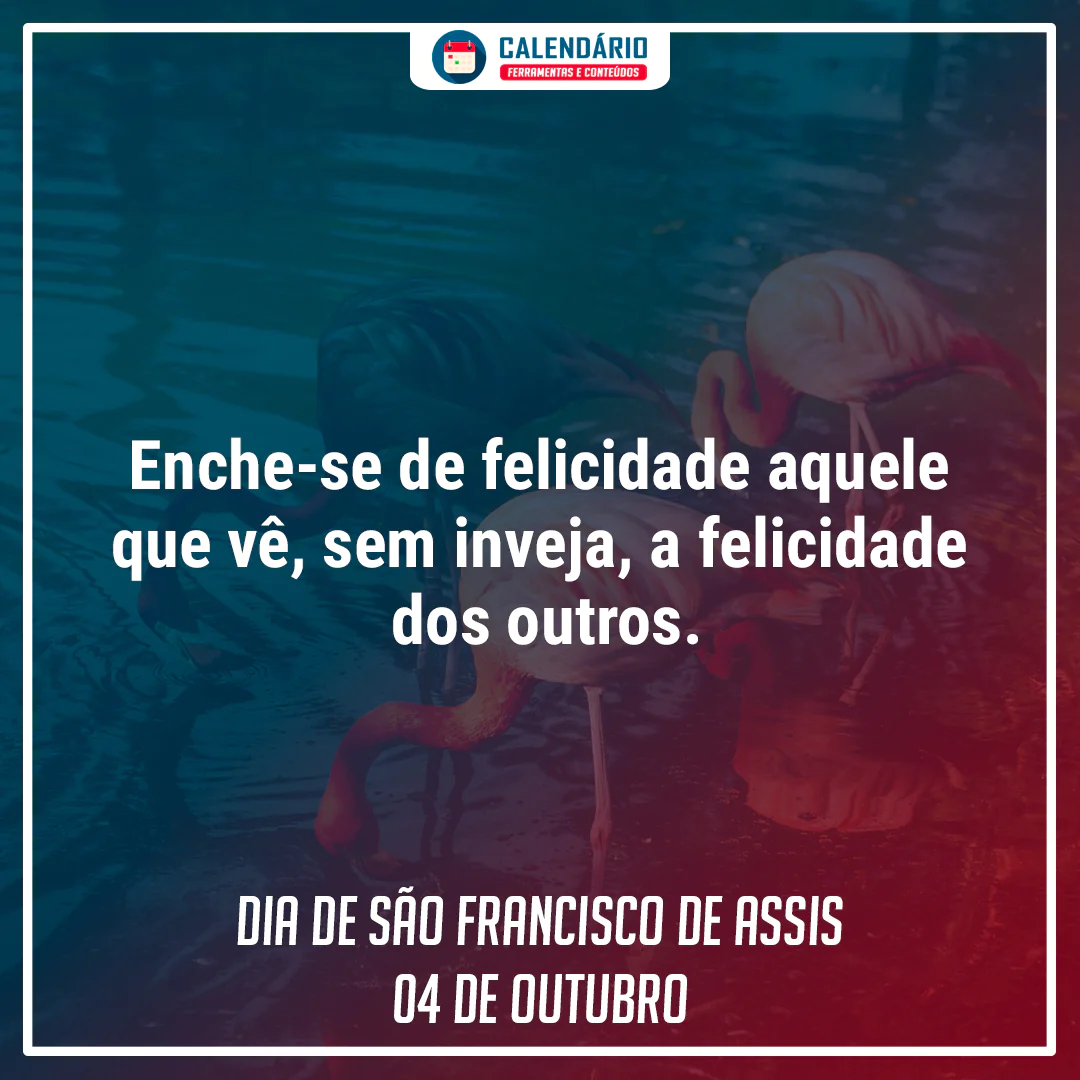 CALENDÁRIO
FERRAMENTAS E CONTEÚDOS
Enche-se de felicidade aquele
que vê, sem inveja, a felicidade
dos outros.
DIA DE SÃO FRANCISCO DE ASSIS
04 DE OUTUBRO